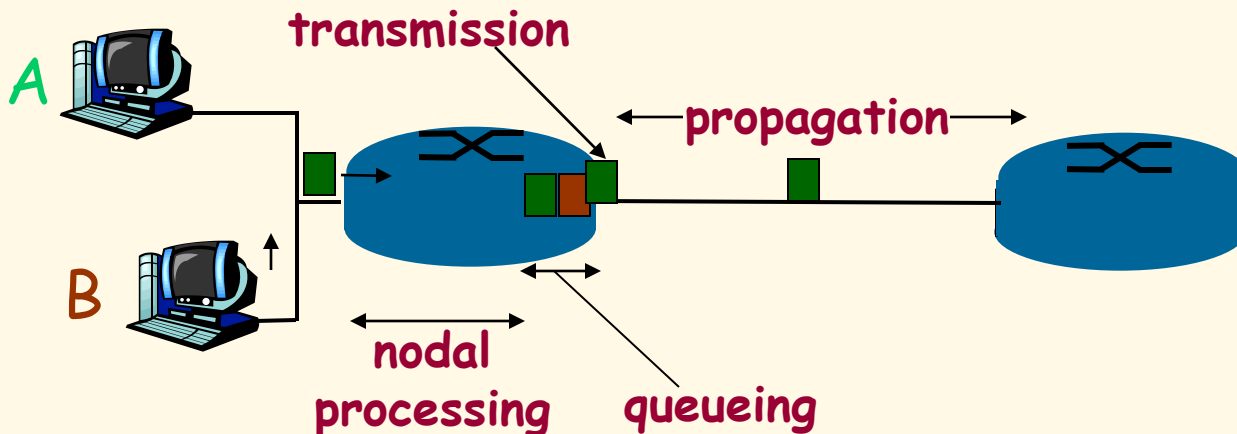 transmission
A
propagation
B
nodal
processing
queueing